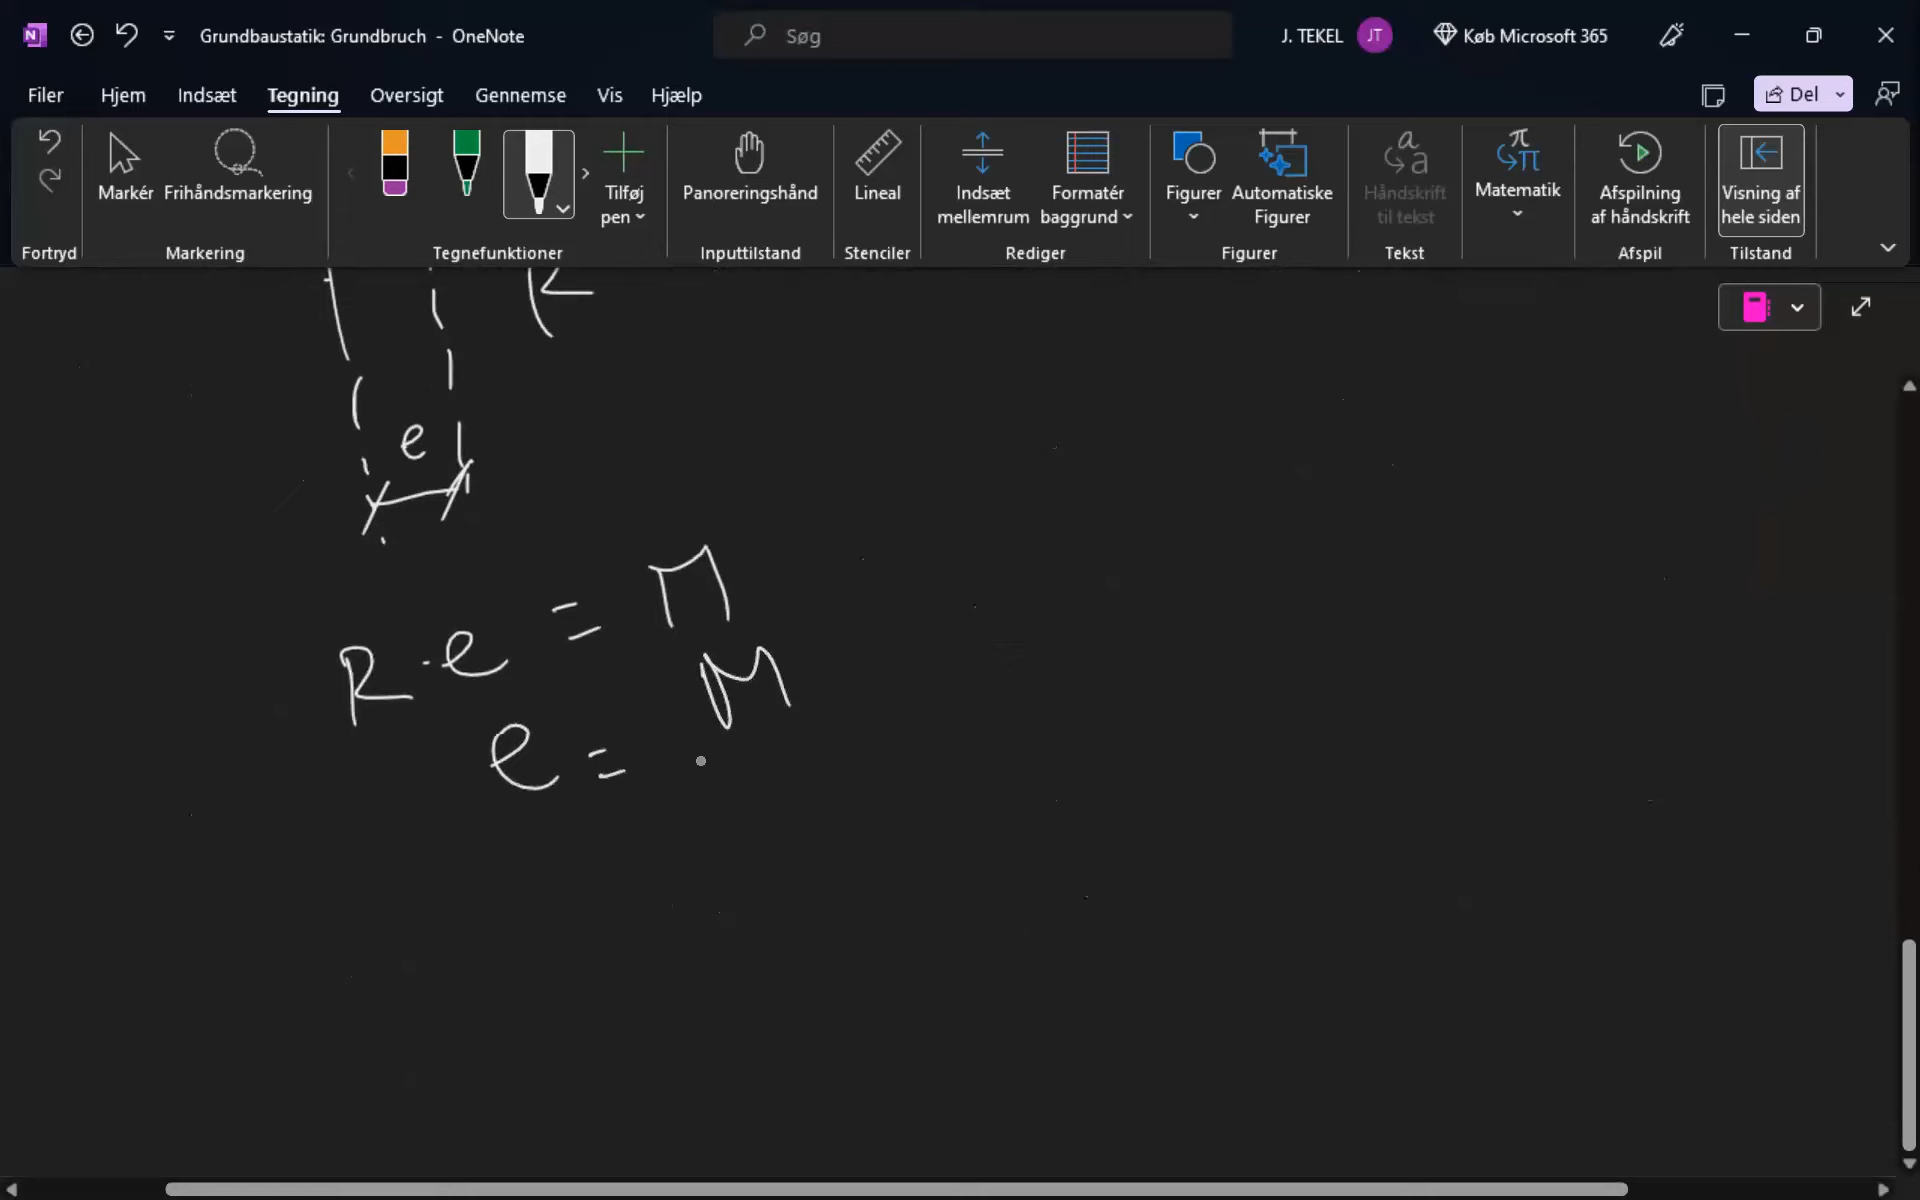 Grundbaustatik: Grundbruch - OneNote
Søg
J. TEKEL
JT
Køb Microsoft 365
Filer
Hjem
Indsæt
Tegning
Oversigt
Gennemse
Vis
Hjælp
Del
Markér
Frihåndsmarkering
Tilføj
pen
Panoreringshånd
Lineal
Indsæt
mellemrum
Formatér
baggrund
Figurer
Automatiske
Figurer
Håndskrift
til tekst
Matematik
Afspilning
af håndskrift
Visning af
hele siden
Fortryd
Markering
Tegnefunktioner
Inputtilstand
Stenciler
Rediger
Figurer
Tekst
Afspil
Tilstand
R
e
R · e = M
M
e =